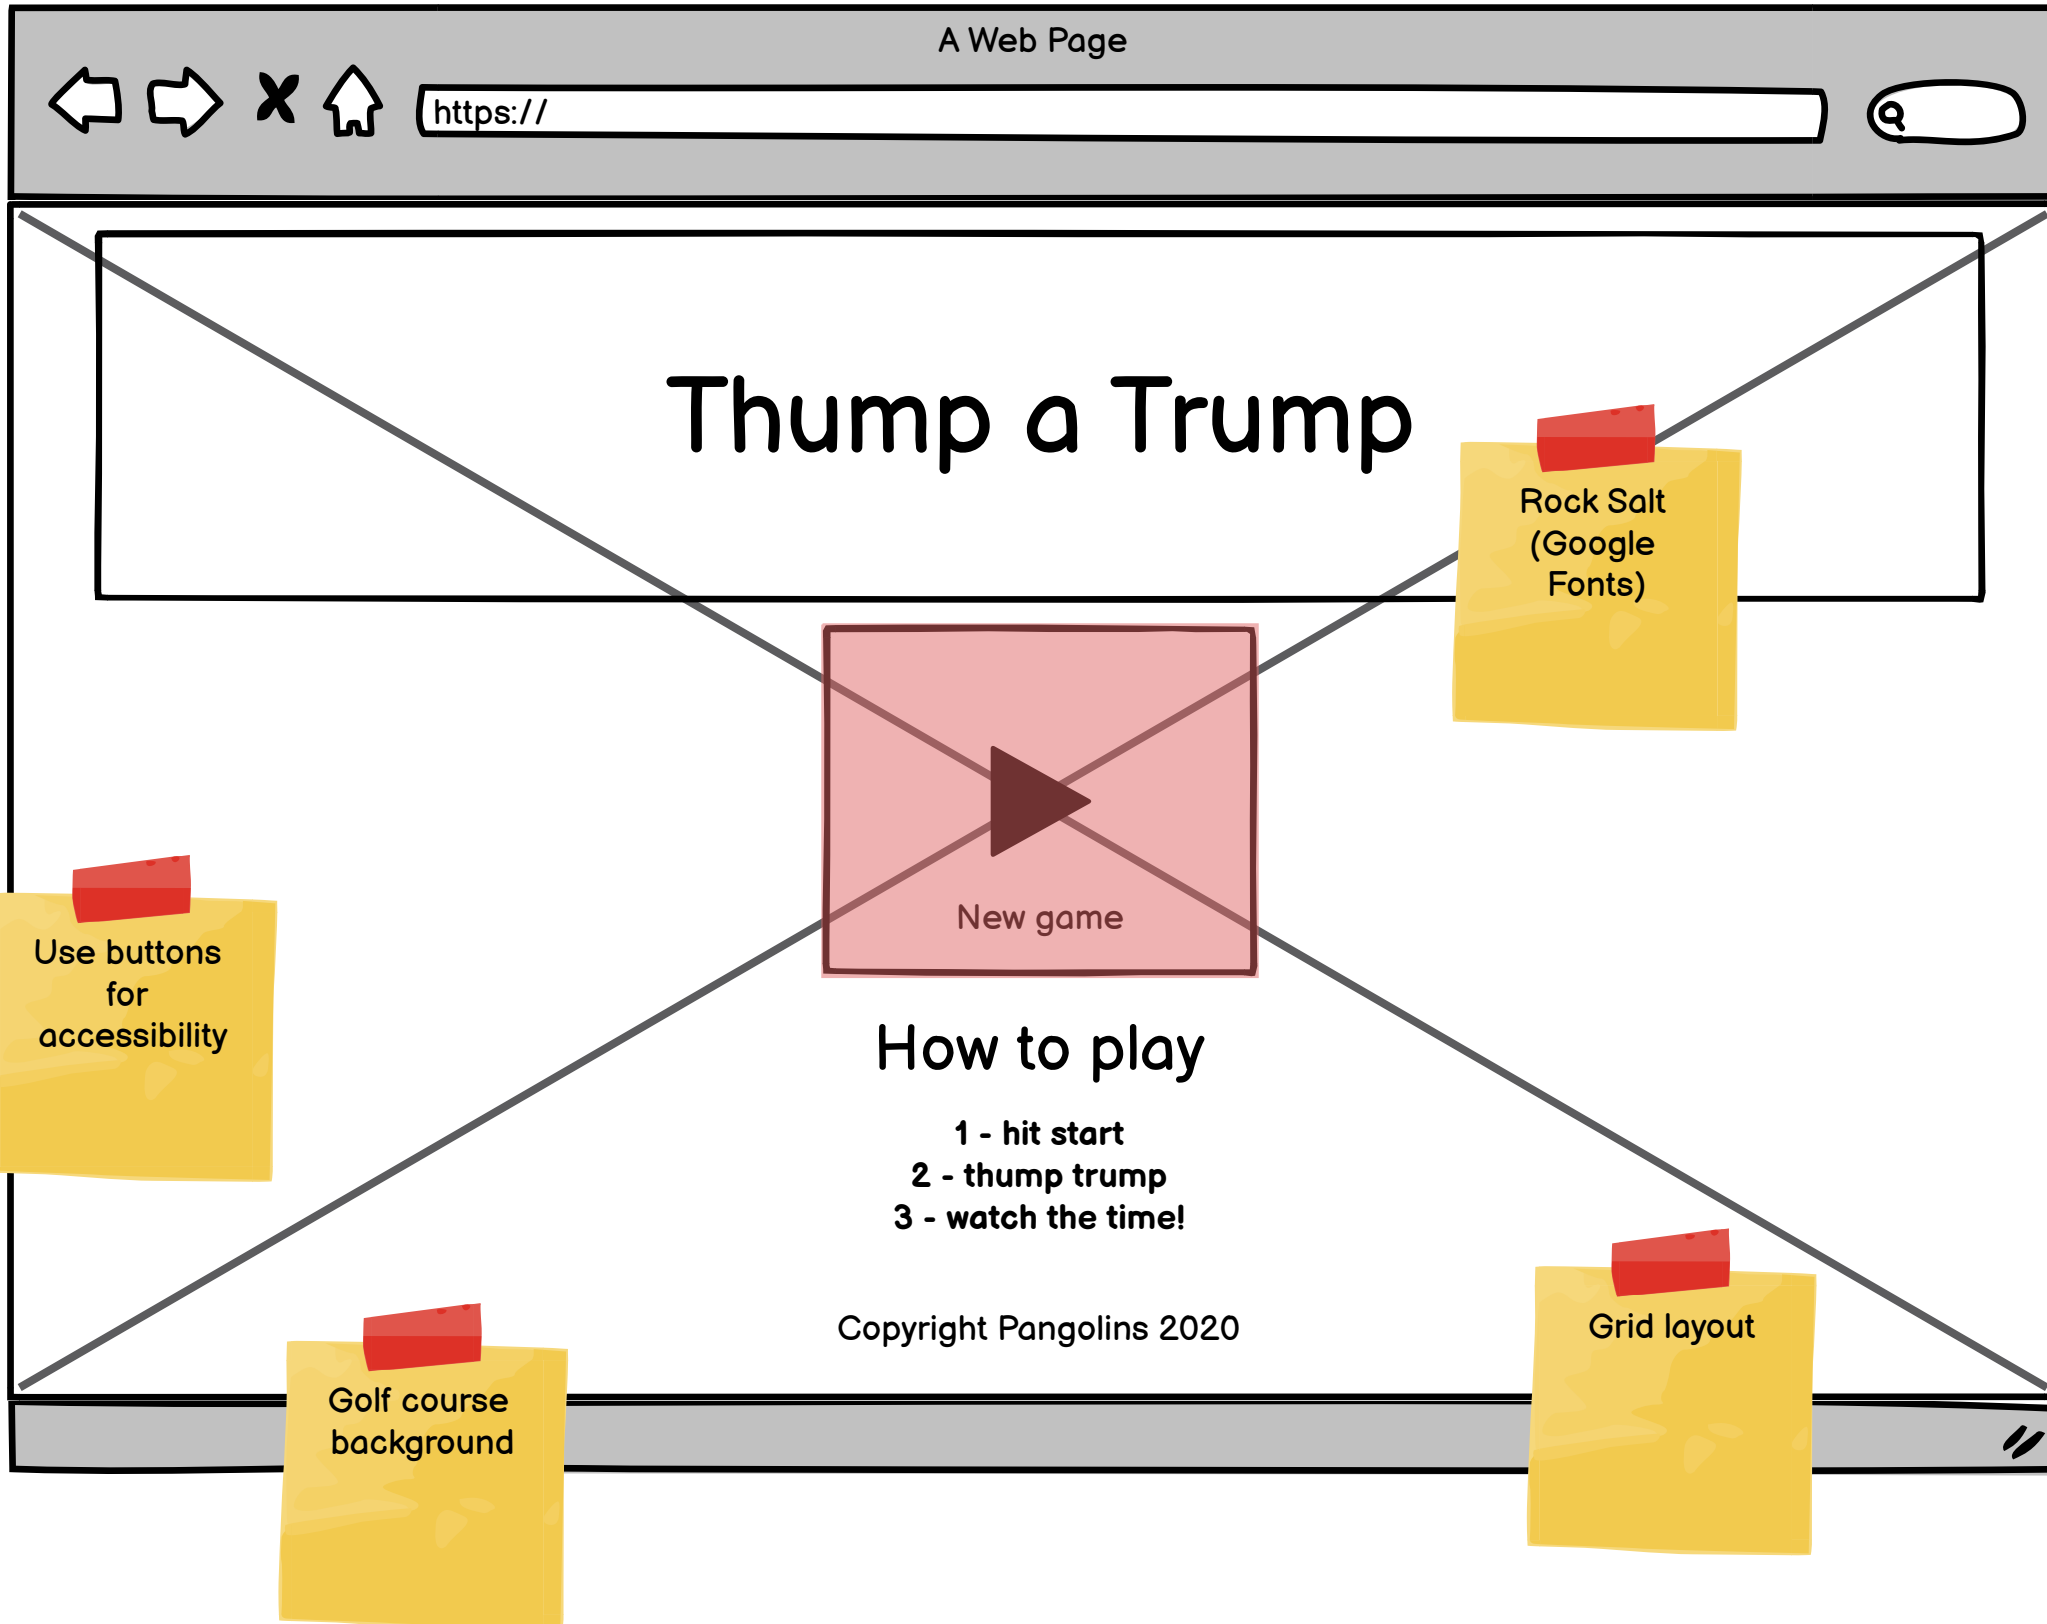 A Web Page
https://
Thump a Trump
Rock Salt
(Google
Fonts)
New game
Use buttons
for
accessibility
How to play
1 - hit start
2 - thump trump
3 - watch the time!
Copyright Pangolins 2020
Grid layout
Golf course
background